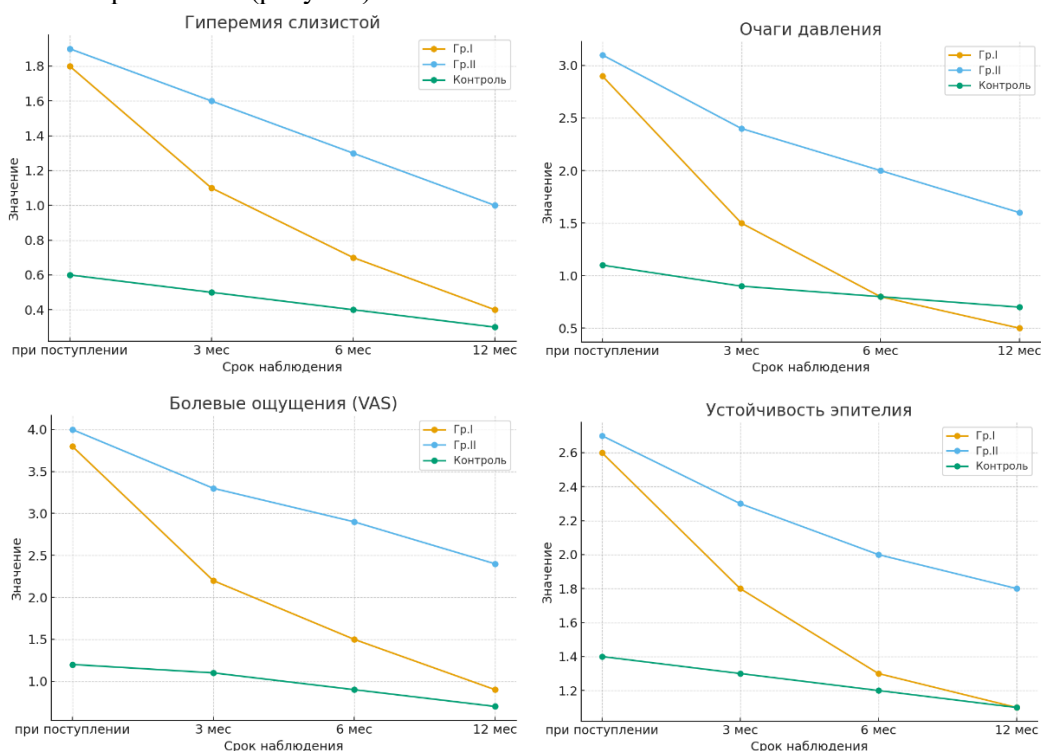 Гиперемия слизистой
Гр.I
Гр.II
Контроль
1.8
1.6
1.4
1.2
1.0
0.8
0.6
0.4
Значение
при поступлении 3 мес 6 мес 12 мес
Срок наблюдения
Очаги давления
Гр.I
Гр.II
Контроль
3.0
2.5
2.0
1.5
1.0
0.5
Значение
при поступлении 3 мес 6 мес 12 мес
Срок наблюдения
Болевые ощущения (VAS)
Гр.I
Гр.II
Контроль
4.0
3.5
3.0
2.5
2.0
1.5
1.0
Значение
при поступлении 3 мес 6 мес 12 мес
Срок наблюдения
Устойчивость эпителия
Гр.I
Гр.II
Контроль
2.6
2.4
2.2
2.0
1.8
1.6
1.4
1.2
Значение
при поступлении 3 мес 6 мес 12 мес
Срок наблюдения